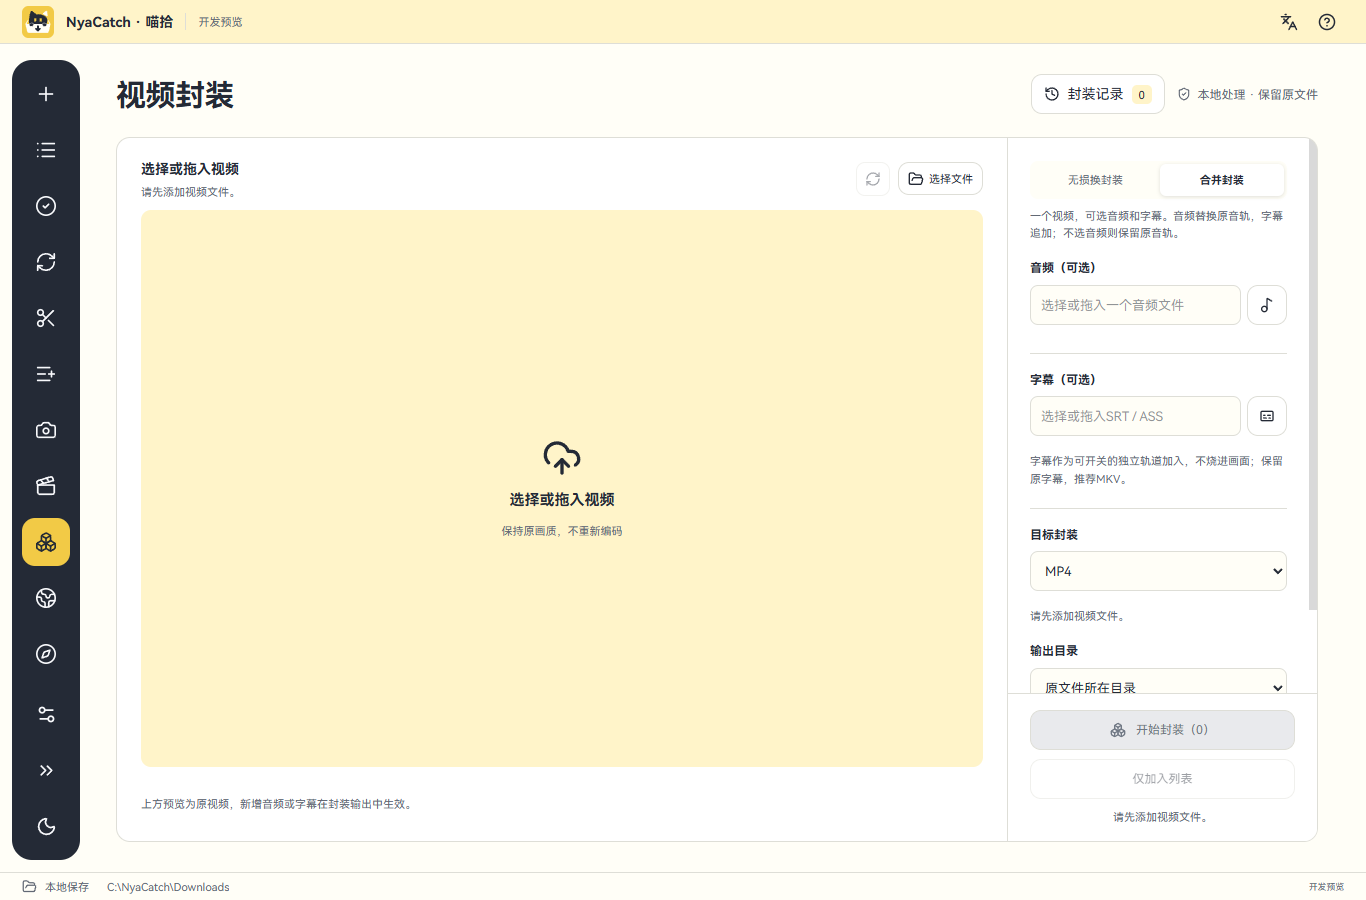 NyaCatch · 喵拾
开发预览
视频封装
封装记录 0
本地处理 · 保留原文件
选择或拖入视频
请先添加视频文件。
选择文件
选择或拖入视频
保持原画质，不重新编码
上方预览为原视频，新增音频或字幕在封装输出中生效。
无损换封装
合并封装
一个视频，可选音频和字幕。音频替换原音轨，字幕
追加；不选音频则保留原音轨。
音频（可选）
选择或拖入一个音频文件
字幕（可选）
选择或拖入SRT / ASS
字幕作为可开关的独立轨道加入，不烧进画面；保留
原字幕，推荐MKV。
目标封装
MP4
请先添加视频文件。
输出目录
原文件所在目录
开始封装（0）
仅加入列表
请先添加视频文件。
本地保存
C:\NyaCatch\Downloads
开发预览